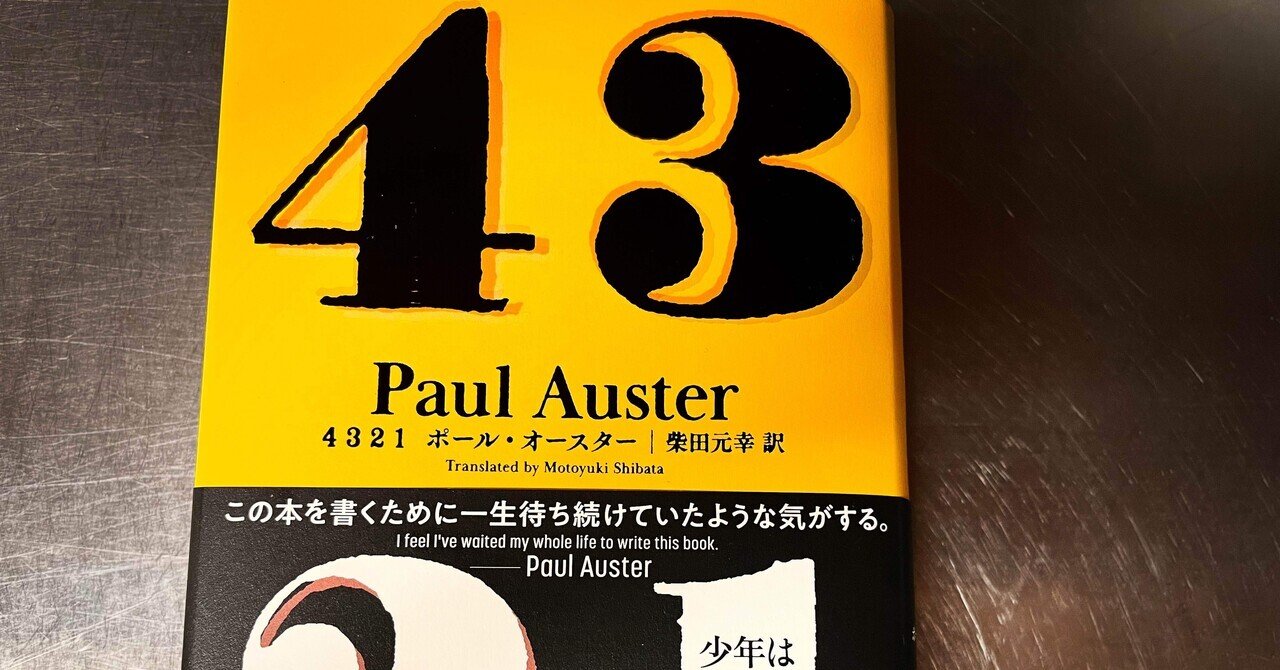 43
Paul Auster
4321 ポール・オースター｜柴田元幸 訳
Translated by Motoyuki Shibata
この本を書くために一生待ち続けていたような気がする。
I feel I've waited my whole life to write this book.
—— Paul Auster
21
少年は